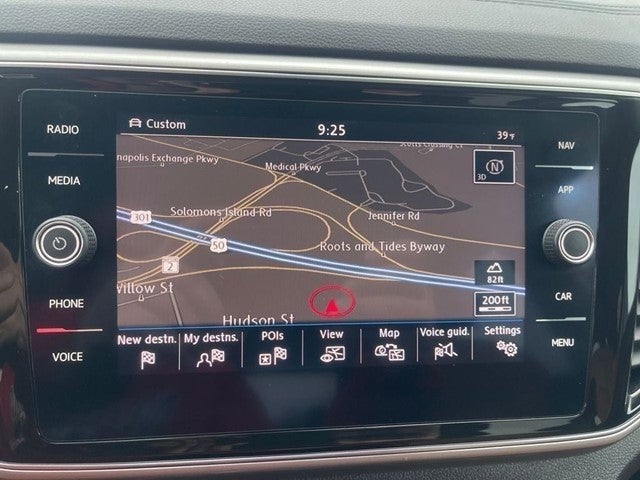 RADIO
MEDIA
PHONE
VOICE
Custom
9:25
39°F
napolis Exchange Pkwy
Medical Pkwy
Scotts Crossing Ct
N
3D
301
Solomons Island Rd
Jennifer Rd
50
Roots and Tides Byway
2
Willow St
82ft
200ft
Hudson St
New destn.
My destns.
POIs
View
Map
Voice guid.
Settings
NAV
APP
CAR
MENU